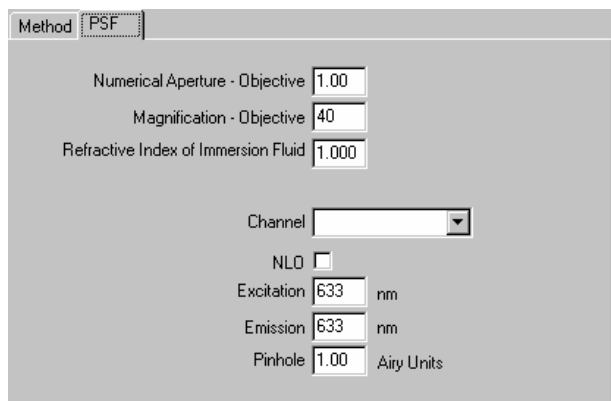 Method PSF
Numerical Aperture - Objective 1.00
Magnification - Objective 40
Refractive Index of Immersion Fluid 1.000
Channel
NLO
Excitation 633 nm
Emission 633 nm
Pinhole 1.00 Airy Units